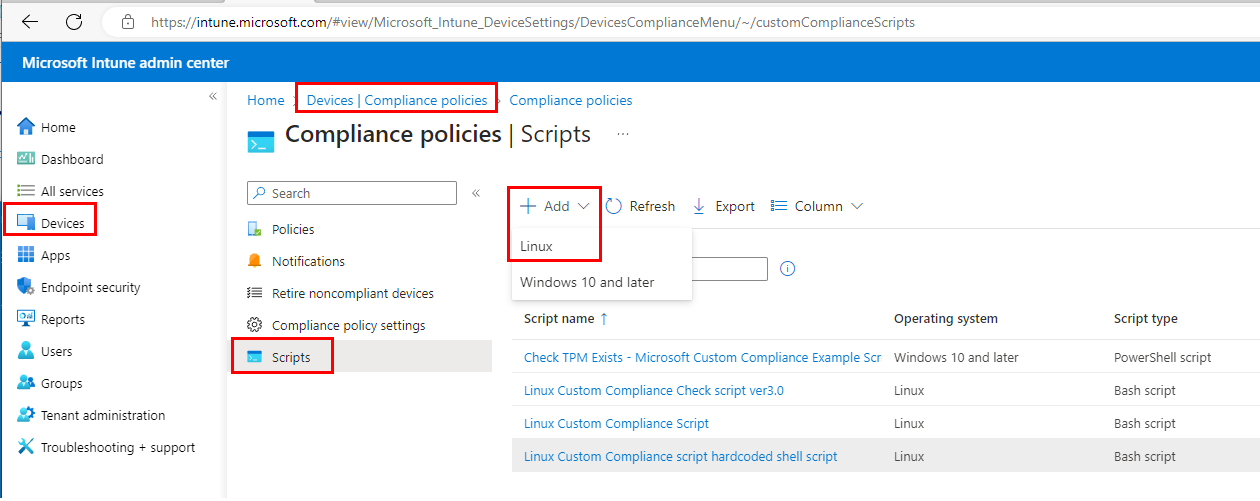 https://intune.microsoft.com/#view/Microsoft_Intune_DeviceSettings/DevicesComplianceMenu/~/customComplianceScripts
Microsoft Intune admin center
«
Home
Dashboard
All services
Devices
Apps
Endpoint security
Reports
Users
Groups
Tenant administration
Troubleshooting + support
Home > Devices | Compliance policies > Compliance policies
Compliance policies | Scripts ...
Search «
Policies
Notifications
Retire noncompliant devices
Compliance policy settings
Scripts
+ Add Refresh Export Column
Linux
Windows 10 and later
Script name ↑ Operating system Script type
Check TPM Exists - Microsoft Custom Compliance Example Scr Windows 10 and later PowerShell script
Linux Custom Compliance Check script ver3.0 Linux Bash script
Linux Custom Compliance Script Linux Bash script
Linux Custom Compliance script hardcoded shell script Linux Bash script